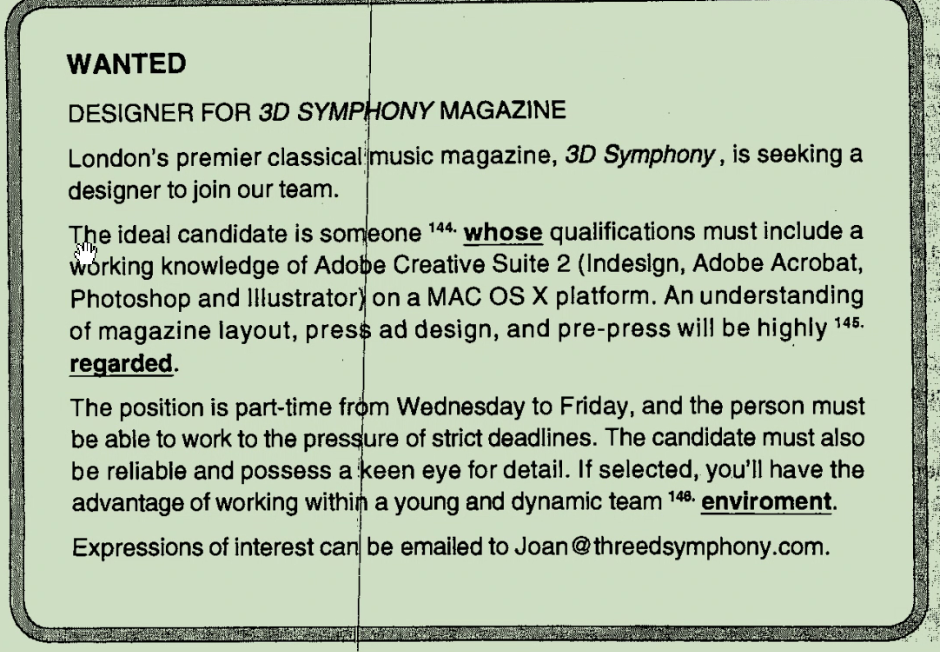 WANTED
DESIGNER FOR 3D SYMPHONY MAGAZINE
London's premier classical music magazine, 3D Symphony, is seeking a
designer to join our team.
The ideal candidate is someone 144. whose qualifications must include a
working knowledge of Adobe Creative Suite 2 (Indesign, Adobe Acrobat,
Photoshop and Illustrator) on a MAC OS X platform. An understanding
of magazine layout, press ad design, and pre-press will be highly 145.
regarded.
The position is part-time from Wednesday to Friday, and the person must
be able to work to the pressure of strict deadlines. The candidate must also
be reliable and possess a keen eye for detail. If selected, you'll have the
advantage of working within a young and dynamic team 146. enviroment.
Expressions of interest can be emailed to Joan@threedsymphony.com.